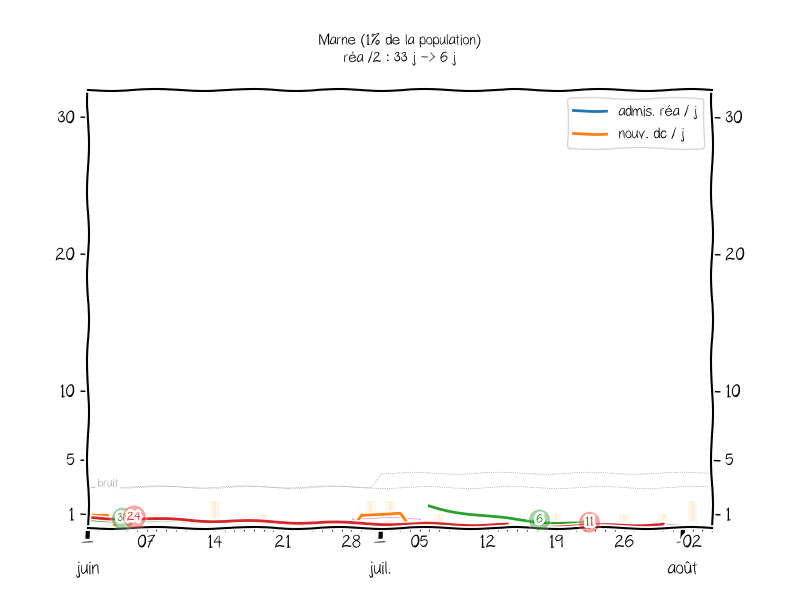 Marne (1% de la population)
réa /2 : 33 j -> 6 j
admis. réa / j
nouv. dc / j
30
30
20
20
10
10
5
5
bruit
1
3
24
6
11
1
07
14
21
28
05
12
19
26
02
juin
juil.
août